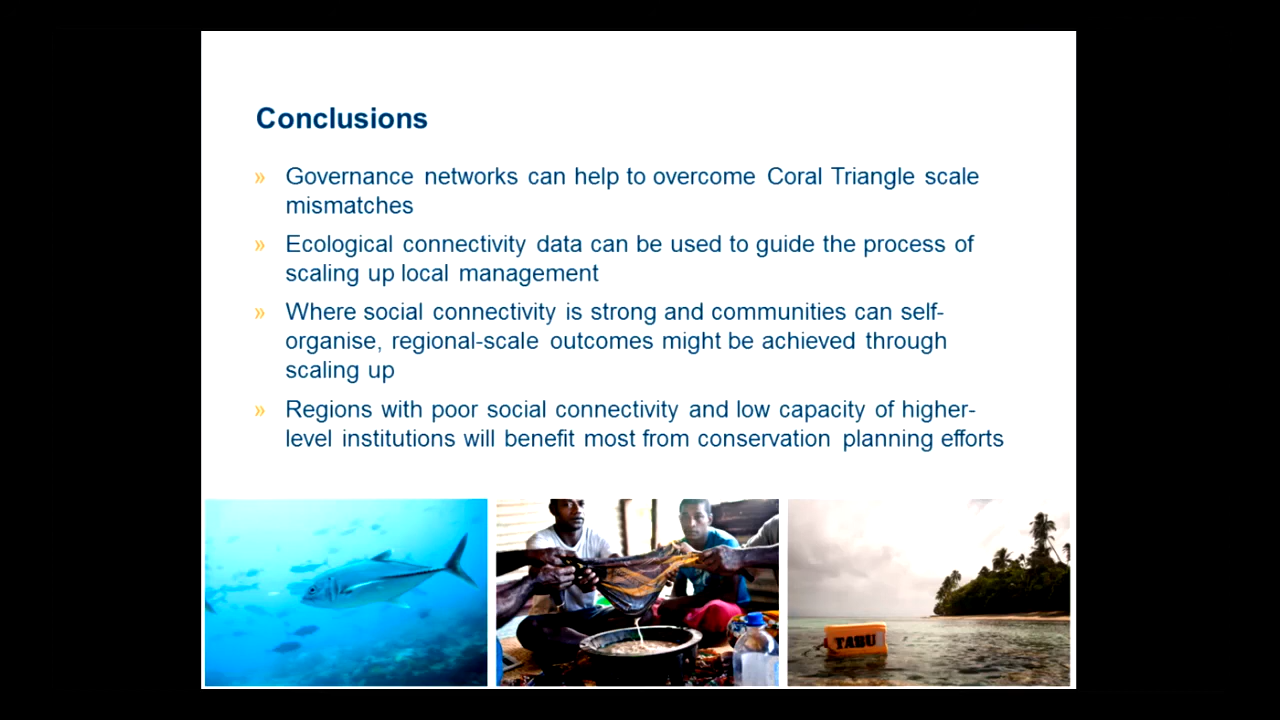 Conclusions
» Governance networks can help to overcome Coral Triangle scale
mismatches
» Ecological connectivity data can be used to guide the process of
scaling up local management
» Where social connectivity is strong and communities can self-
organise, regional-scale outcomes might be achieved through
scaling up
» Regions with poor social connectivity and low capacity of higher-
level institutions will benefit most from conservation planning efforts
TABU